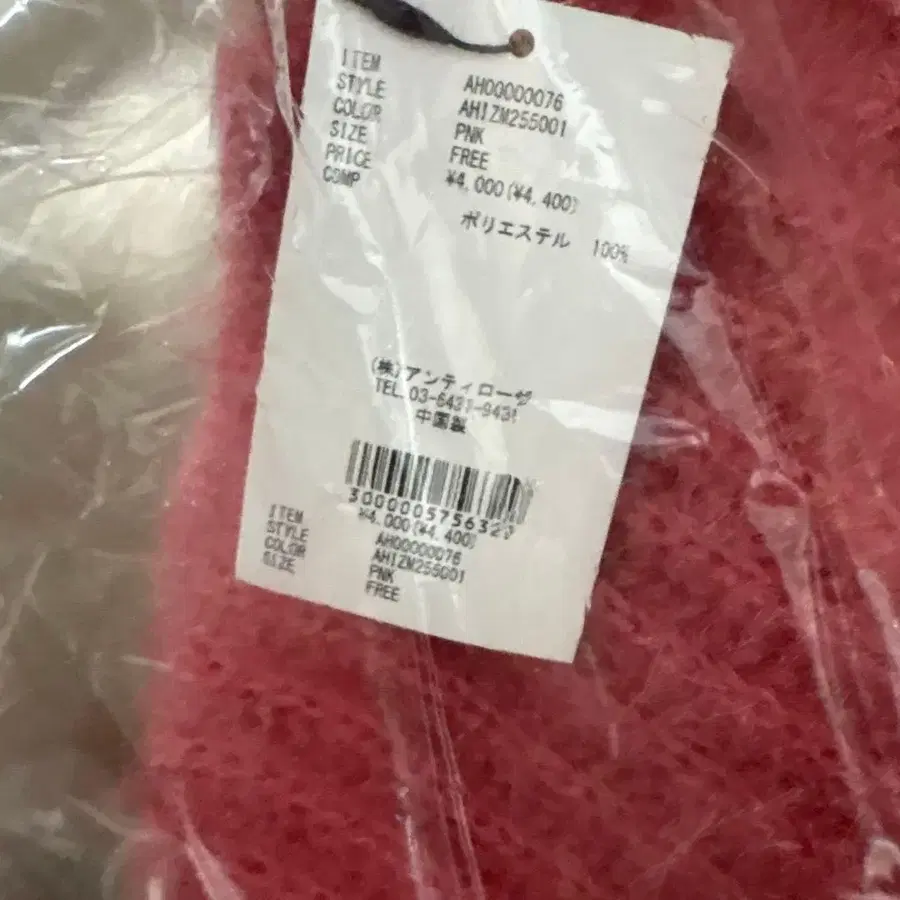 ITEM AH00000076
STYLE AHIZM255001
COLOR PNK
SIZE FREE
PRICE ¥4,000(¥4,400)
COMP ポリエステル 100%
(株)アンティローザ
TEL.03-6431-9431
中国製
¥4,000(¥4,400)
ITEM AH00000076
STYLE AHIZM255001
COLOR PNK
SIZE FREE